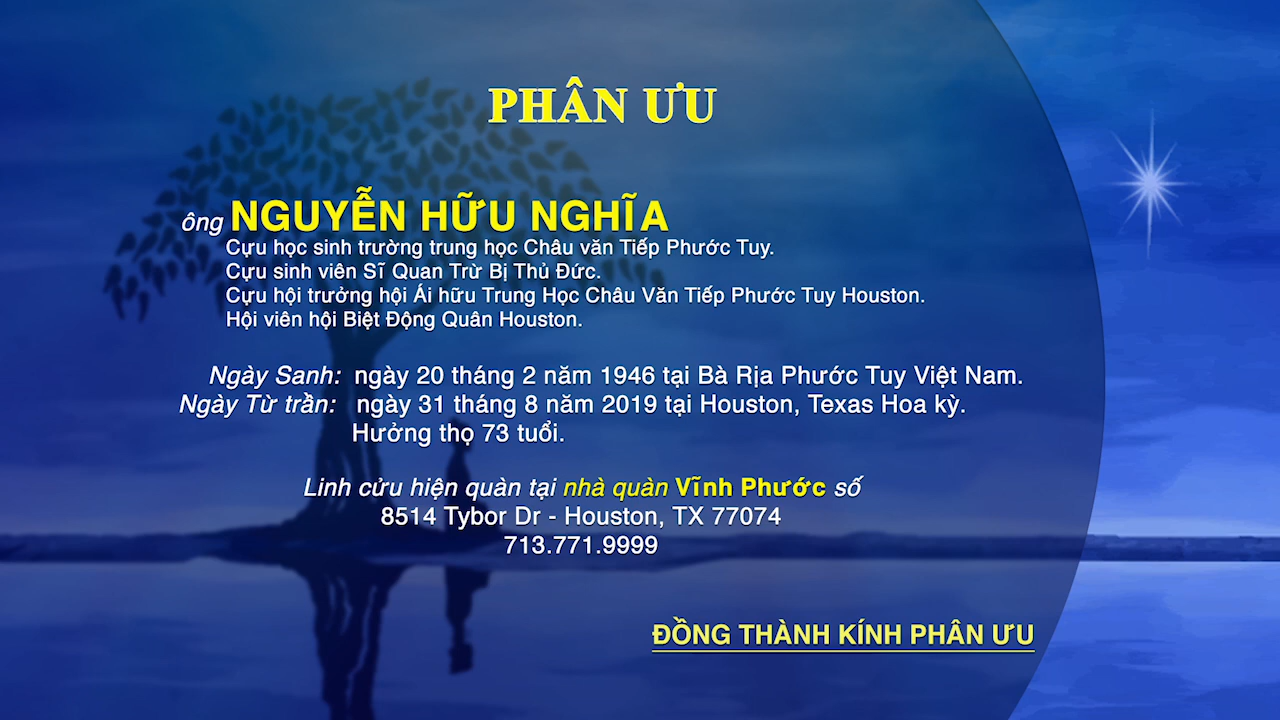 PHÂN ƯU
ông NGUYỄN HỮU NGHĨA
Cựu học sinh trường trung học Châu văn Tiếp Phước Tuy.
Cựu sinh viên Sĩ Quan Trừ Bị Thủ Đức.
Cựu hội trưởng hội Ái hữu Trung Học Châu Văn Tiếp Phước Tuy Houston.
Hội viên hội Biệt Động Quân Houston.
Ngày Sanh: ngày 20 tháng 2 năm 1946 tại Bà Rịa Phước Tuy Việt Nam.
Ngày Từ trần: ngày 31 tháng 8 năm 2019 tại Houston, Texas Hoa kỳ.
Hưởng thọ 73 tuổi.
Linh cửu hiện quàn tại nhà quàn Vĩnh Phước số
8514 Tybor Dr - Houston, TX 77074
713.771.9999
ĐỒNG THÀNH KÍNH PHÂN ƯU